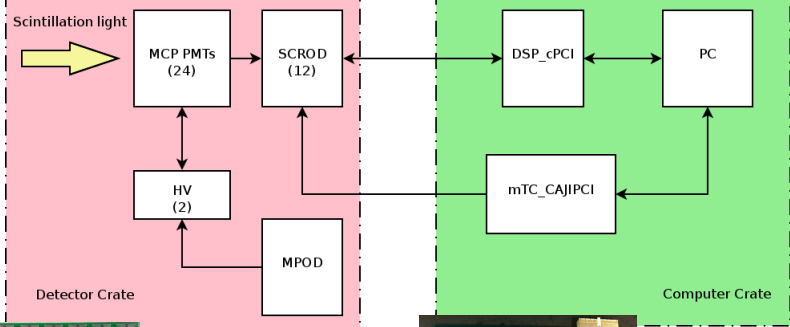 Scintillation light
MCP PMTs
(24)
SCROD
(12)
DSP_cPCI
PC
HV
(2)
mTC_CAJIPCI
MPOD
Detector Crate
Computer Crate